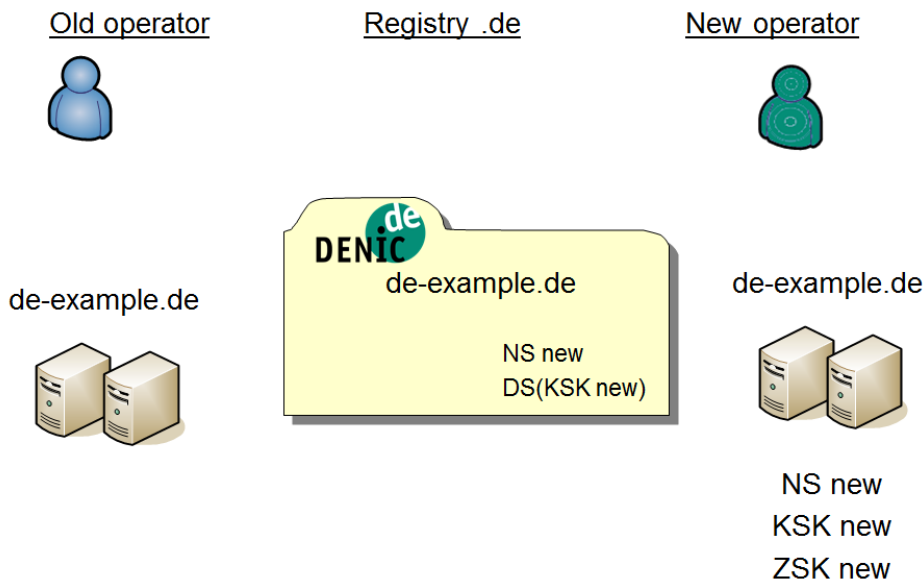 Old operator
Registry .de
New operator
de
DENIC
de-example.de
de-example.de
de-example.de
NS new
DS(KSK new)
NS new
KSK new
ZSK new